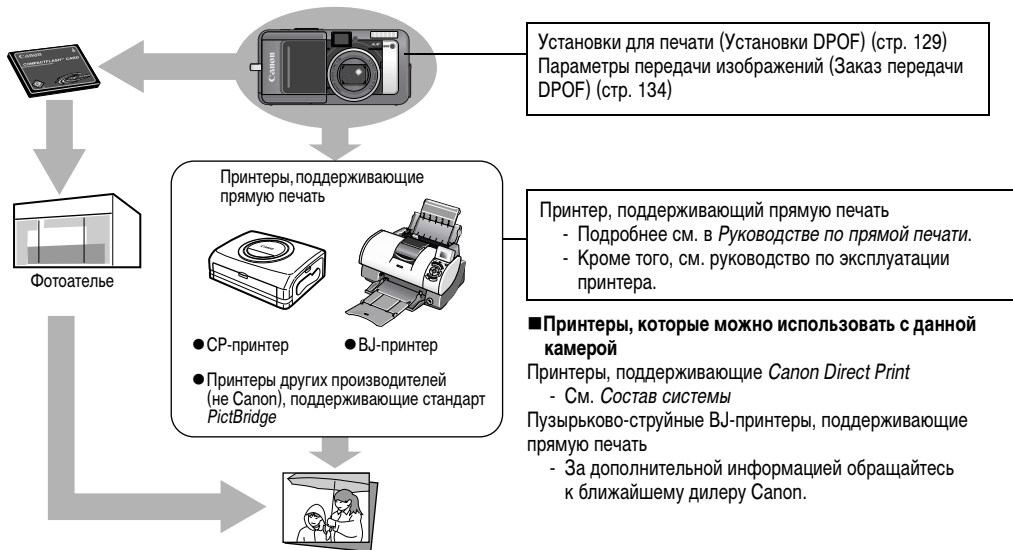 Canon
COMPACTFLASH™ CARD
Canon
Установки для печати (Установки DPOF) (стр. 129)
Параметры передачи изображений (Заказ передачи
DPOF) (стр. 134)
Принтеры, поддерживающие
прямую печать
Фотоателье
●CP-принтер
●BJ-принтер
●Принтеры других производителей
(не Canon), поддерживающие стандарт
PictBridge
Принтер, поддерживающий прямую печать
- Подробнее см. в Руководстве по прямой печати.
- Кроме того, см. руководство по эксплуатации
принтера.
■Принтеры, которые можно использовать с данной
камерой
Принтеры, поддерживающие Canon Direct Print
- См. Состав системы
Пузырьково-струйные BJ-принтеры, поддерживающие
прямую печать
- За дополнительной информацией обращайтесь
к ближайшему дилеру Canon.